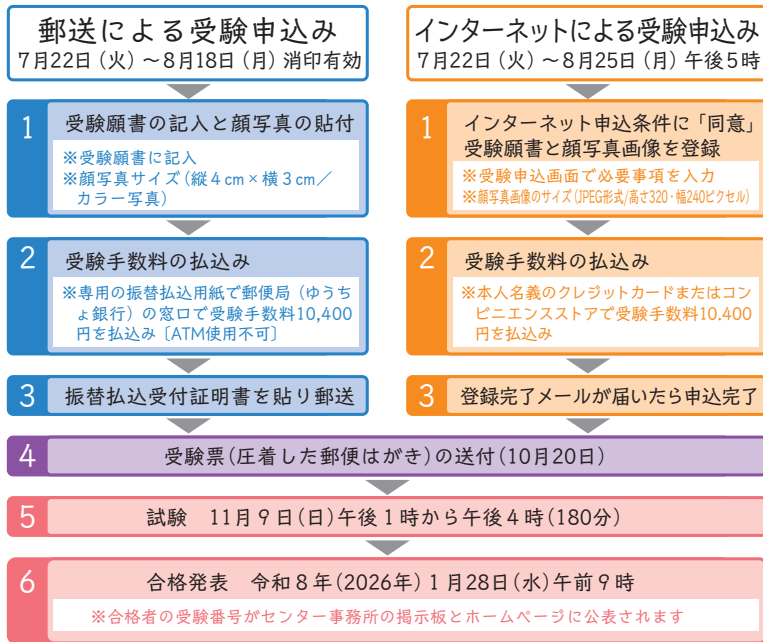 郵送による受験申込み
7月22日(火)～8月18日(月)消印有効
1
受験願書の記入と顔写真の貼付
※受験願書に記入
※顔写真サイズ(縦4cm×横3cm／
カラー写真)
2
受験手数料の払込み
※専用の振替払込用紙で郵便局(ゆうち
ょ銀行)の窓口で受験手数料10,400
円を払込み〔ATM使用不可〕
3
振替払込受付証明書を貼り郵送
インターネットによる受験申込み
7月22日(火)～8月25日(月)午後5時
1
インターネット申込条件に「同意」
受験願書と顔写真画像を登録
※受験申込画面で必要事項を入力
※顔写真画像のサイズ(JPEG形式/高さ320・幅240ピクセル)
2
受験手数料の払込み
※本人名義のクレジットカードまたはコン
ビニエンスストアで受験手数料10.400
円を払込み
3
登録完了メールが届いたら申込完了
4
受験票(圧着した郵便はがき)の送付(10月20日)
5
試験　11月9日(日)午後1時から午後4時(180分)
6
合格発表　令和8年(2026年)1月28日(水)午前9時
※合格者の受験番号がセンター事務所の掲示板とホームページに公表されます